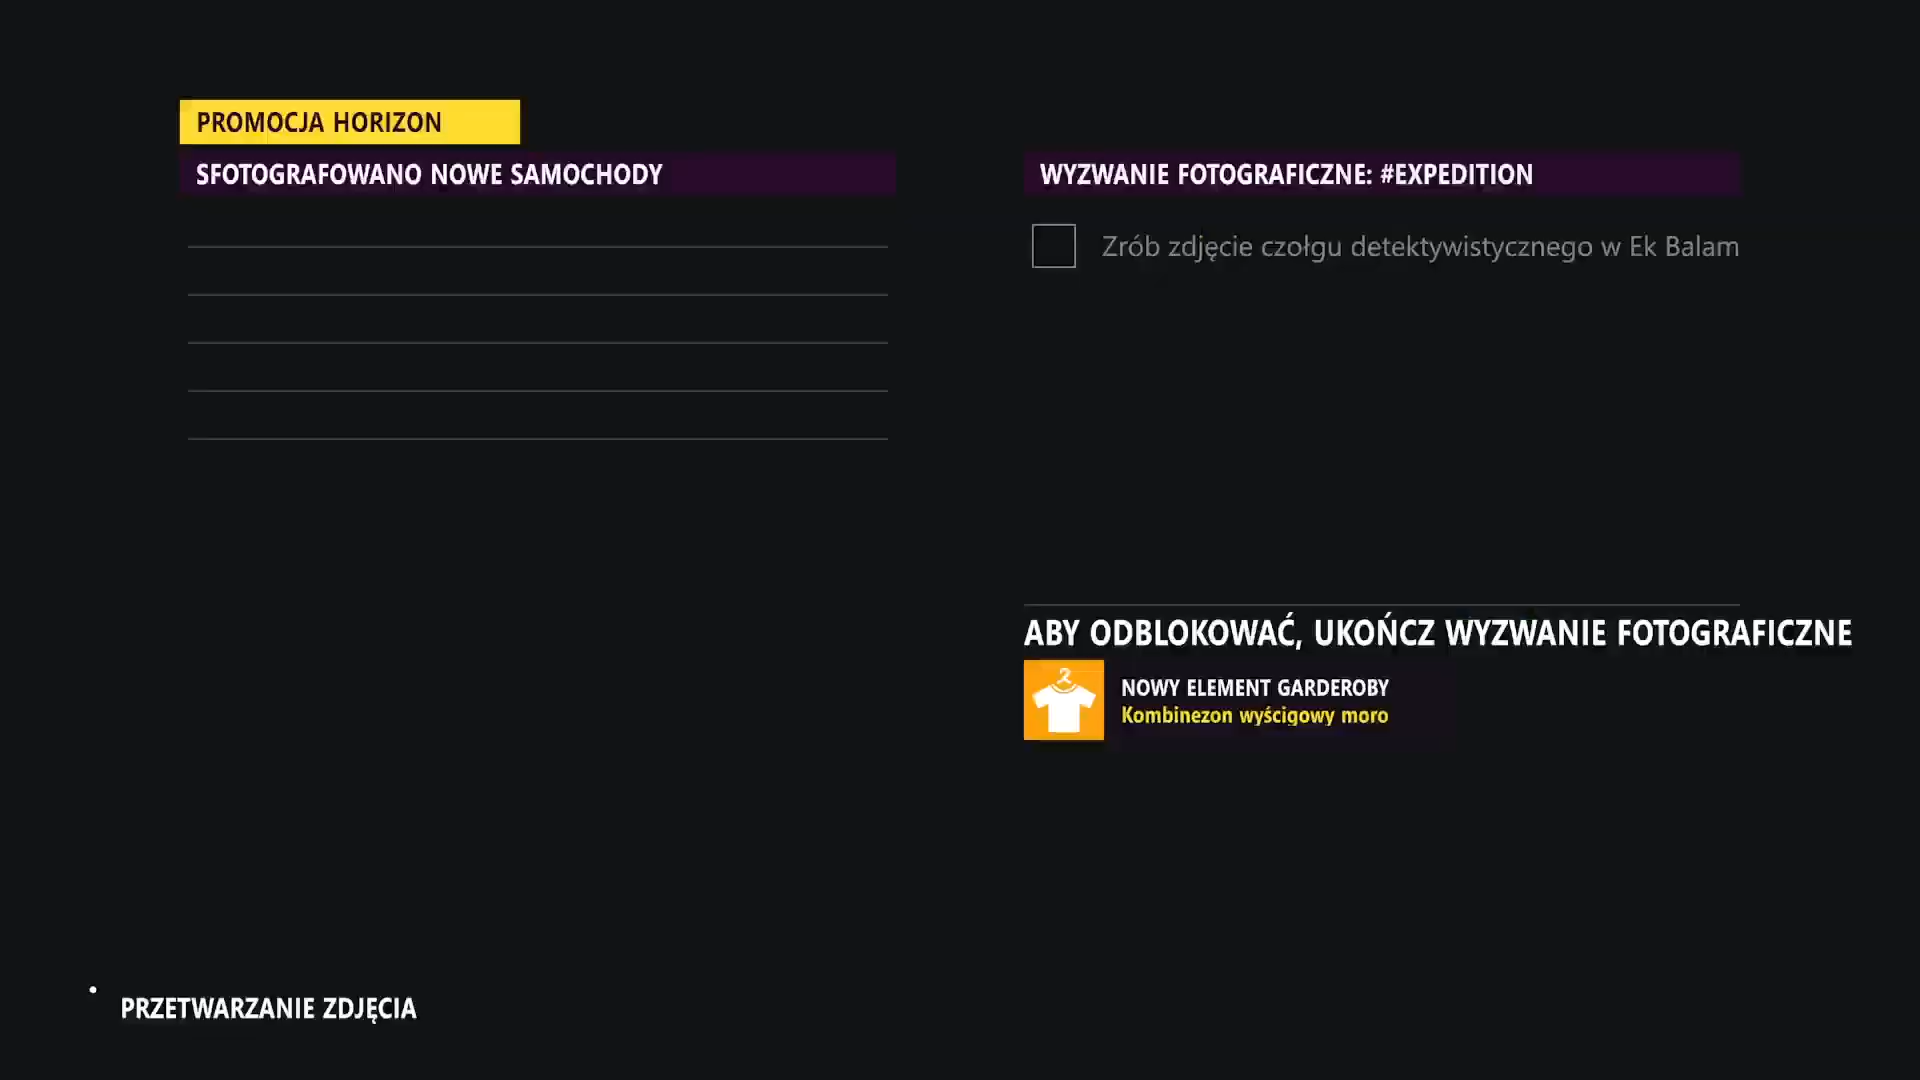 PROMOCJA HORIZON
SFOTOGRAFOWANO NOWE SAMOCHODY
WYZWANIE FOTOGRAFICZNE: #EXPEDITION
Zrób zdjęcie czołgu detektywistycznego w Ek Balam
ABY ODBLOKOWAĆ, UKOŃCZ WYZWANIE FOTOGRAFICZNE
NOWY ELEMENT GARDEROBY
Kombinezon wyścigowy moro
PRZETWARZANIE ZDJĘCIA